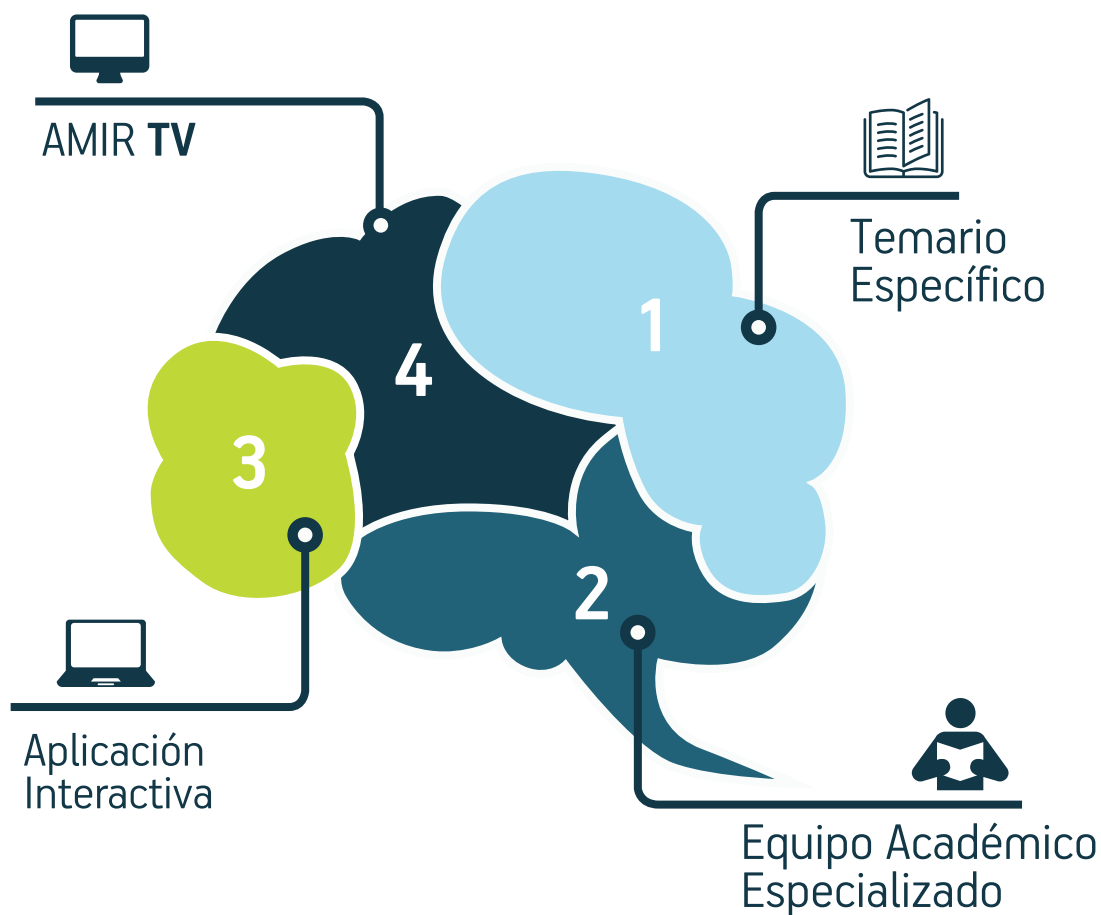 AMIR TV
Temario
Específico
1
4
3
2
Aplicación
Interactiva
Equipo Académico
Especializado